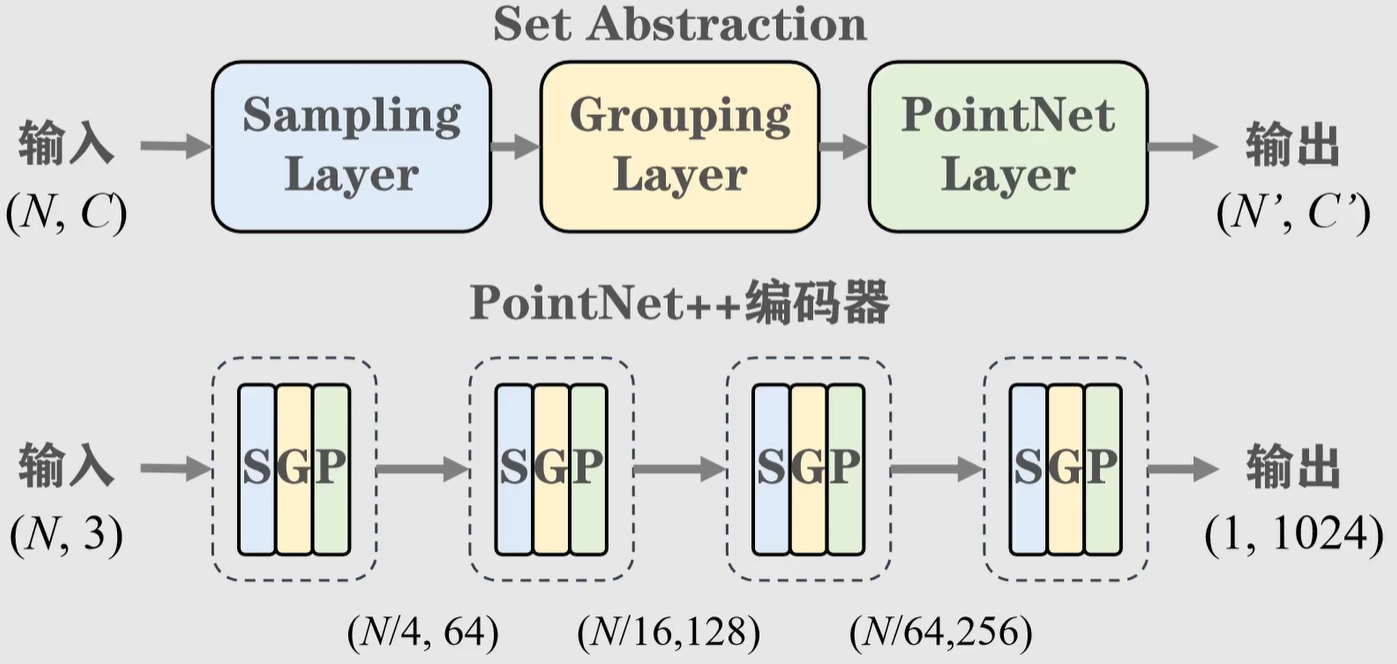 Set Abstraction
输入
(N, C)
Sampling
Layer
Grouping
Layer
PointNet
Layer
输出
(N’, C’)
PointNet++编码器
输入
(N, 3)
SGP
SGP
SGP
SGP
输出
(1, 1024)
(N/4, 64)
(N/16,128)
(N/64,256)